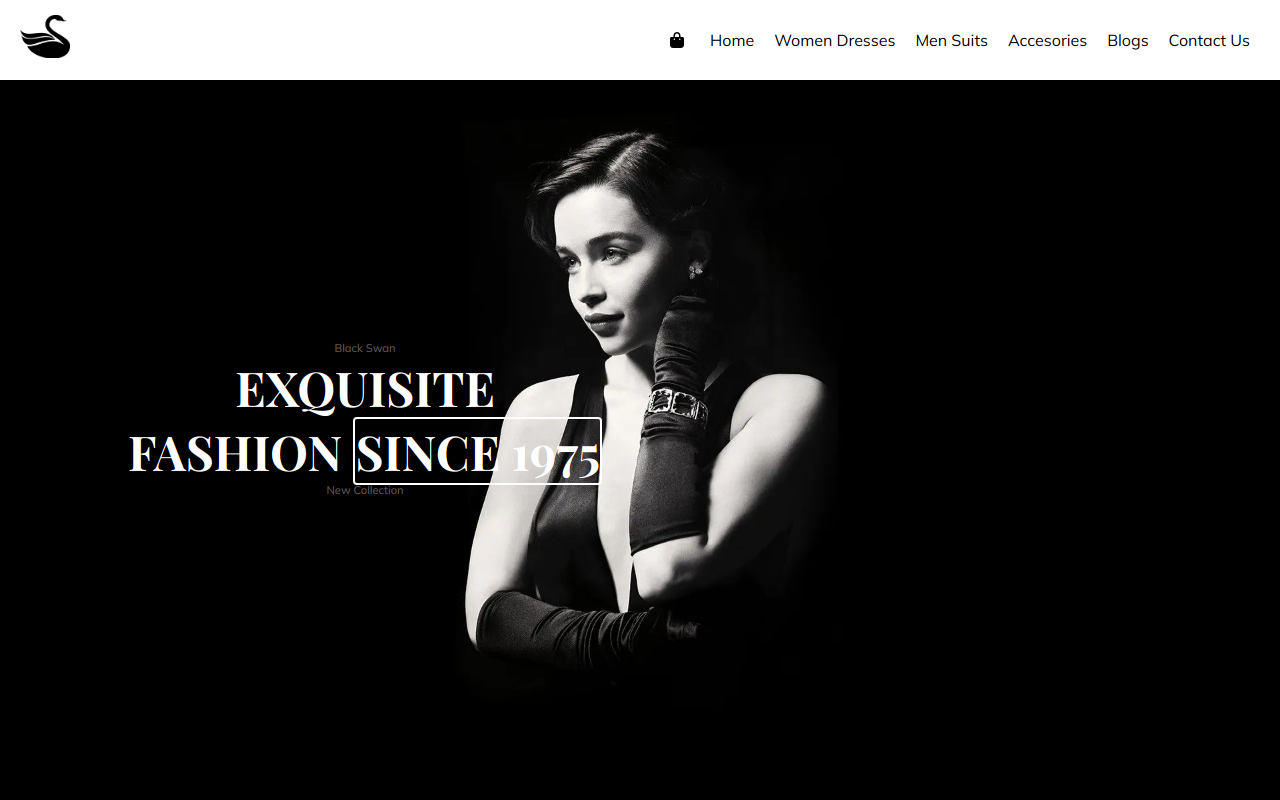 Home Women Dresses Men Suits Accesories Blogs Contact Us
Black Swan
EXQUISITE
FASHION SINCE 1975
New Collection